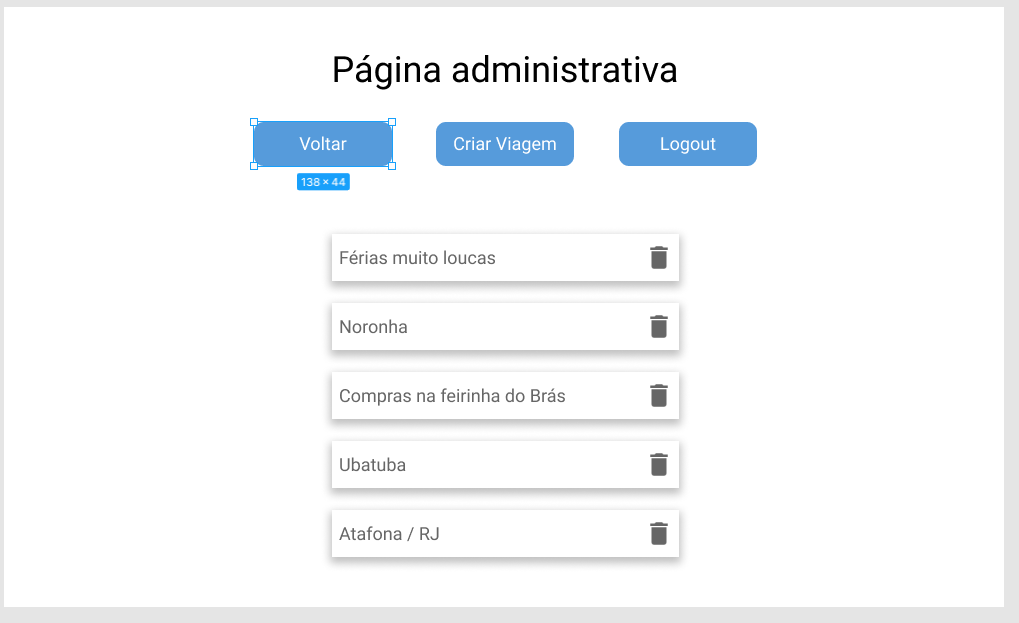 Página administrativa
Voltar
Criar Viagem
Logout
138 × 44
Férias muito loucas
Noronha
Compras na feirinha do Brás
Ubatuba
Atafona / RJ